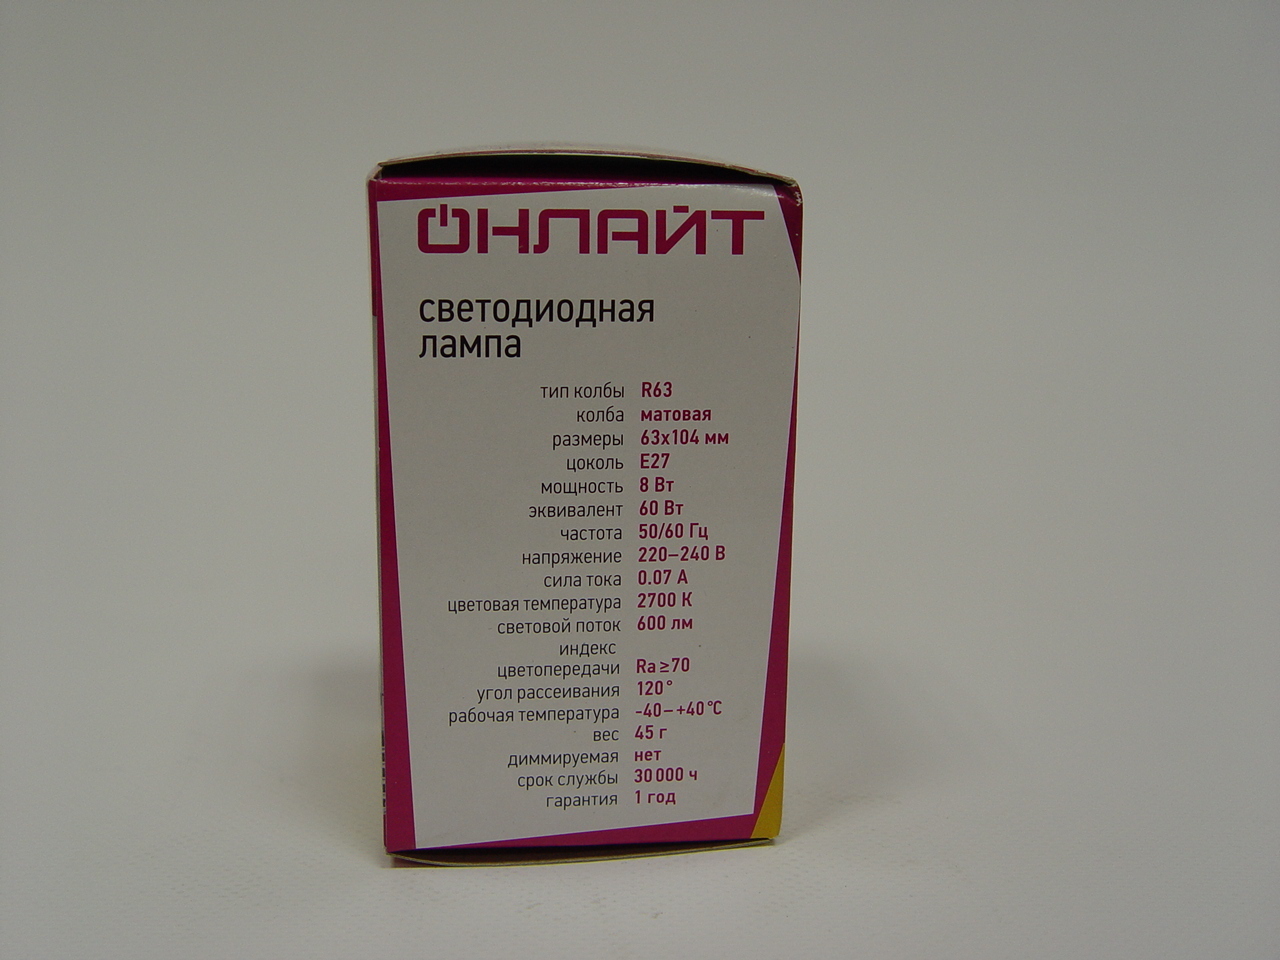 ОНЛАЙТ
светодиодная
лампа
тип колбы R63
колба матовая
размеры 63x104 мм
цоколь E27
мощность 8 Вт
эквивалент 60 Вт
частота 50/60 Гц
напряжение 220–240 В
сила тока 0.07 А
цветовая температура 2700 К
световой поток 600 лм
индекс
цветопередачи Ra≥70
угол рассеивания 120°
рабочая температура -40–+40°C
вес 45 г
диммируемая нет
срок службы 30 000 ч
гарантия 1 год